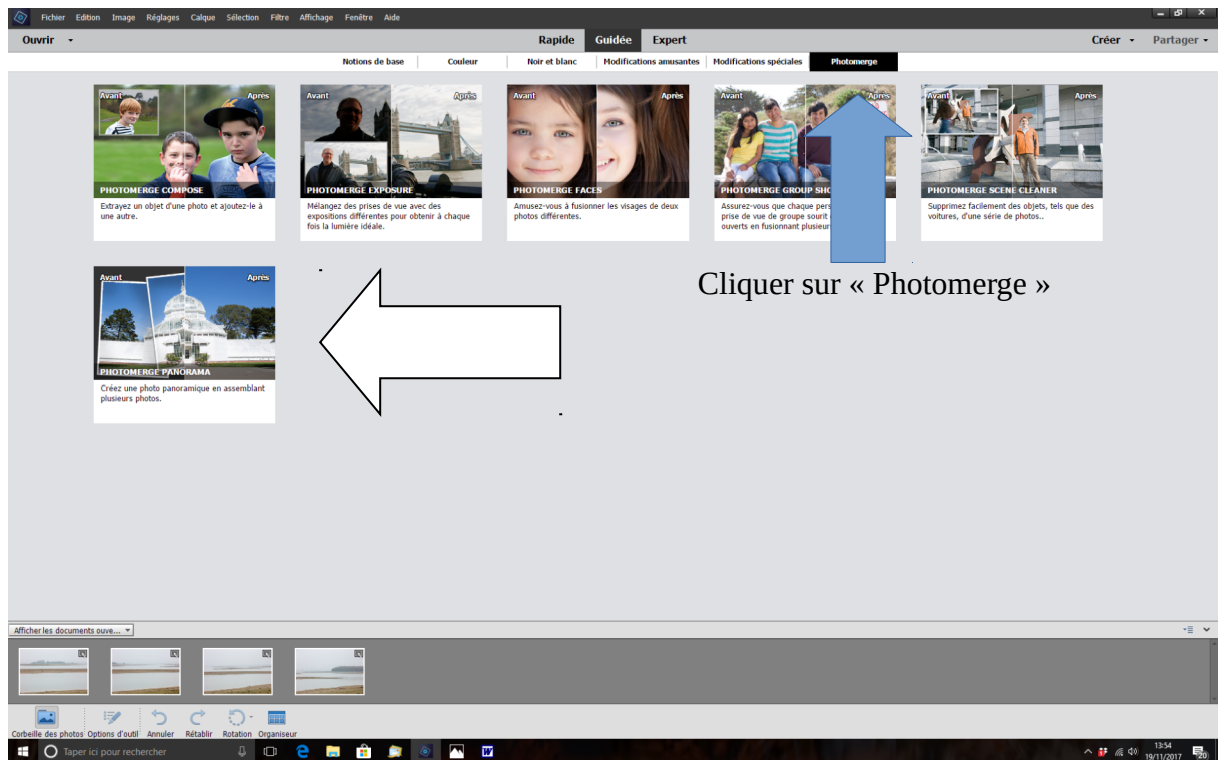 Fichier Edition Image Réglages Calque Sélection Filtre Affichage Fenêtre Aide
Ouvrir Rapide Guidée Expert Créer Partager
Notions de base Couleur Noir et blanc Modifications amusantes Modifications spéciales Photomerge
Avant Après
PHOTOMERGE COMPOSE
Extrayez un objet d'une photo et ajoutez-le à
une autre.
Avant Après
PHOTOMERGE EXPOSURE
Mélangez des prises de vue avec des
expositions différentes pour obtenir à chaque
fois la lumière idéale.
Avant Après
PHOTOMERGE FACES
Amusez-vous à fusionner les visages de deux
photos différentes.
Avant Après
PHOTOMERGE GROUP SHO
Assurez-vous que chaque pers
prise de vue de groupe sourit
ouverts en fusionnant plusieur
Avant Après
PHOTOMERGE SCENE CLEANER
Supprimez facilement des objets, tels que des
voitures, d'une série de photos..
Cliquer sur « Photomerge »
Avant Après
PHOTOMERGE PANORAMA
Créez une photo panoramique en assemblant
plusieurs photos.
Afficher les documents ouve...
Corbeille des photos Options d'outil Annuler Rétablir Rotation Organiseur
Taper ici pour rechercher
13:54
19/11/2017
20